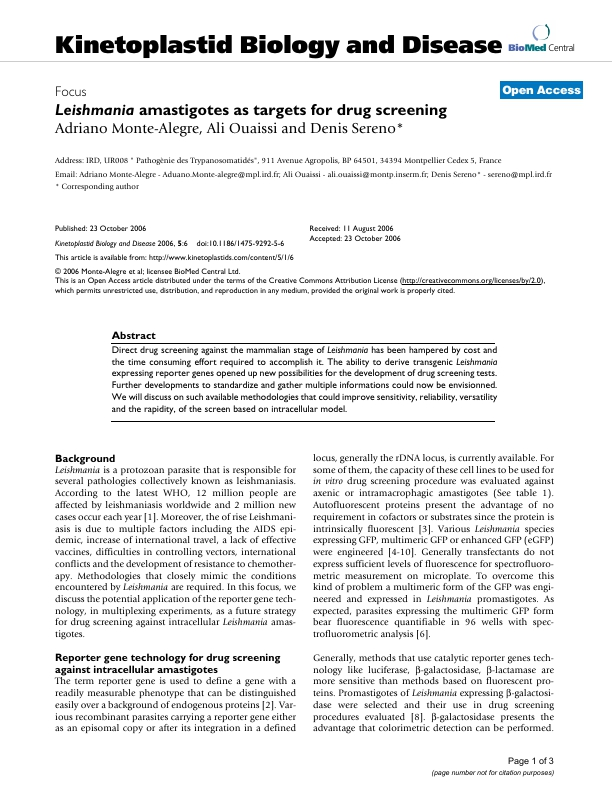 Kinetoplastid Biology and Disease
BioMed Central
Focus
Open Access
Leishmania amastigotes as targets for drug screening
Adriano Monte-Alegre, Ali Ouaissi and Denis Sereno*
Address: IRD, UR008 " Pathogènie des Trypanosomatidés", 911 Avenue Agropolis, BP 64501, 34394 Montpellier Cedex 5, France
Email: Adriano Monte-Alegre - Aduano.Monte-alegre@mpl.ird.fr; Ali Ouaissi - ali.ouaissi@montp.inserm.fr; Denis Sereno* - sereno@mpl.ird.fr
* Corresponding author
Published: 23 October 2006
Kinetoplastid Biology and Disease 2006, 5:6 doi:10.1186/1475-9292-5-6
Received: 11 August 2006
Accepted: 23 October 2006
This article is available from: http://www.kinetoplastids.com/content/5/1/6
© 2006 Monte-Alegre et al; licensee BioMed Central Ltd.
This is an Open Access article distributed under the terms of the Creative Commons Attribution License (http://creativecommons.org/licenses/by/2.0),
which permits unrestricted use, distribution, and reproduction in any medium, provided the original work is properly cited.
Abstract
Direct drug screening against the mammalian stage of Leishmania has been hampered by cost and
the time consuming effort required to accomplish it. The ability to derive transgenic Leishmania
expressing reporter genes opened up new possibilities for the development of drug screening tests.
Further developments to standardize and gather multiple informations could now be envisionned.
We will discuss on such available methodologies that could improve sensitivity, reliability, versatility
and the rapidity, of the screen based on intracellular model.
Background
Leishmania is a protozoan parasite that is responsible for
several pathologies collectively known as leishmaniasis.
According to the latest WHO, 12 million people are
affected by leishmaniasis worldwide and 2 million new
cases occur each year [1]. Moreover, the of rise Leishmani-
asis is due to multiple factors including the AIDS epi-
demic, increase of international travel, a lack of effective
vaccines, difficulties in controlling vectors, international
conflicts and the development of resistance to chemother-
apy. Methodologies that closely mimic the conditions
encountered by Leishmania are required. In this focus, we
discuss the potential application of the reporter gene tech-
nology, in multiplexing experiments, as a future strategy
for drug screening against intracellular Leishmania amas-
tigotes.
Reporter gene technology for drug screening
against intracellular amastigotes
The term reporter gene is used to define a gene with a
readily measurable phenotype that can be distinguished
easily over a background of endogenous proteins [2]. Var-
ious recombinant parasites carrying a reporter gene either
as an episomal copy or after its integration in a defined
locus, generally the rDNA locus, is currently available. For
some of them, the capacity of these cell lines to be used for
in vitro drug screening procedure was evaluated against
axenic or intramacrophagic amastigotes (See table 1).
Autofluorescent proteins present the advantage of no
requirement in cofactors or substrates since the protein is
intrinsically fluorescent [3]. Various Leishmania species
expressing GFP, multimeric GFP or enhanced GFP (eGFP)
were engineered [4-10]. Generally transfectants do not
express sufficient levels of fluorescence for spectrofluoro-
metric measurement on microplate. To overcome this
kind of problem a multimeric form of the GFP was engi-
neered and expressed in Leishmania promastigotes. As
expected, parasites expressing the multimeric GFP form
bear fluorescence quantifiable in 96 wells with spec-
trofluorometric analysis [6].
Generally, methods that use catalytic reporter genes tech-
nology like luciferase, β-galactosidase, β-lactamase are
more sensitive than methods based on fluorescent pro-
teins. Promastigotes of Leishmania expressing β-galactosi-
dase were selected and their use in drug screening
procedures evaluated [8]. β-galactosidase presents the
advantage that colorimetric detection can be performed.
Page 1 of 3
(page number not for citation purposes)